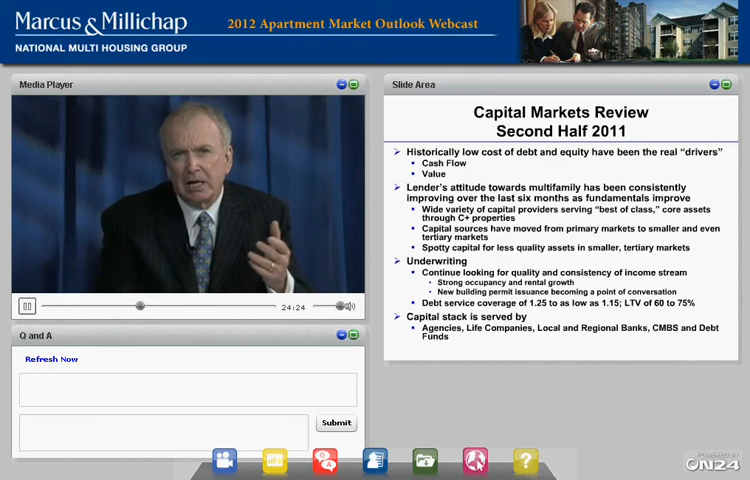 Marcus & Millichap
NATIONAL MULTI HOUSING GROUP
2012 Apartment Market Outlook Webcast
Media Player
24:24
Q and A
Refresh Now
Submit
Slide Area
Capital Markets Review
Second Half 2011
Historically low cost of debt and equity have been the real “drivers”
• Cash Flow
• Value
Lender's attitude towards multifamily has been consistently
improving over the last six months as fundamentals improve
• Wide variety of capital providers serving “best of class,” core assets
through C+ properties
• Capital sources have moved from primary markets to smaller and even
tertiary markets
• Spotty capital for less quality assets in smaller, tertiary markets
Underwriting
• Continue looking for quality and consistency of income stream
• Strong occupancy and rental growth
• New building permit issuance becoming a point of conversation
• Debt service coverage of 1.25 to as low as 1.15; LTV of 60 to 75%
Capital stack is served by
• Agencies, Life Companies, Local and Regional Banks, CMBS and Debt
Funds
Q
A
?
POWERED BY
ON24